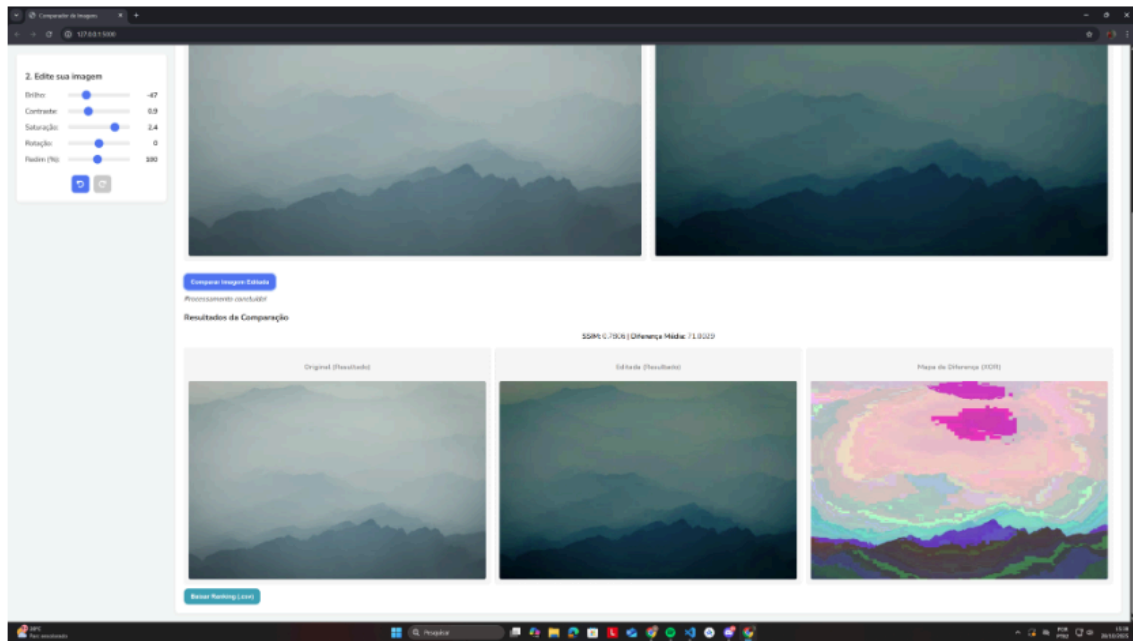 Comparador de Imagens
127.0.0.1:5000
2. Edite sua imagem
Brilho: -47
Contraste: 0.9
Saturação: 2.4
Rotação: 0
Redim (%): 100
Comparar Imagem Editada
Processamento concluído!
Resultados da Comparação
SSIM: 0.7806 | Diferença Média:
Original (Resultado)
Editada (Resultado)
Mapa de Diferença (XOR)
Baixar Ranking (.csv)
Pesquisar
POR